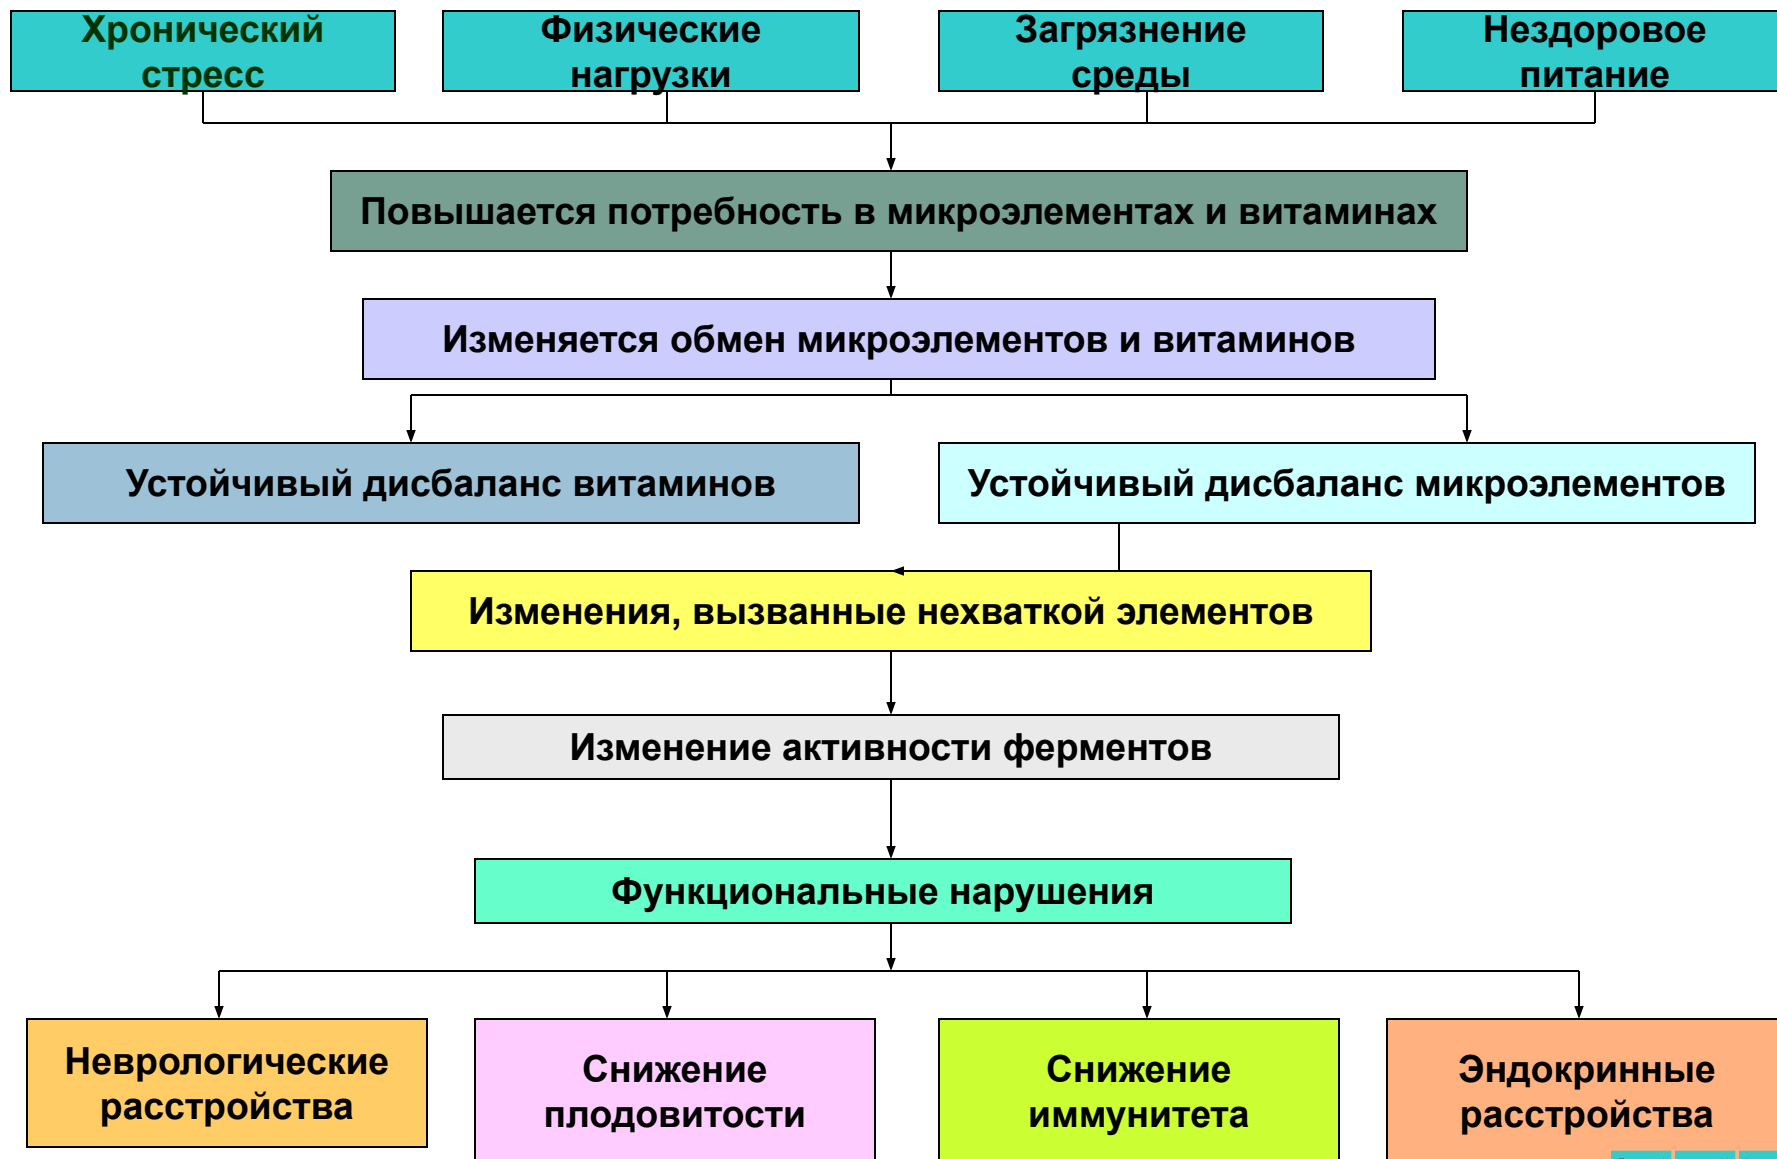 Хронический
стресс
Физические
нагрузки
Загрязнение
среды
Нездоровое
питание
Повышается потребность в микроэлементах и витаминах
Изменяется обмен микроэлементов и витаминов
Устойчивый дисбаланс витаминов
Устойчивый дисбаланс микроэлементов
Изменения, вызванные нехваткой элементов
Изменение активности ферментов
Функциональные нарушения
Неврологические
расстройства
Снижение
плодовитости
Снижение
иммунитета
Эндокринные
расстройства